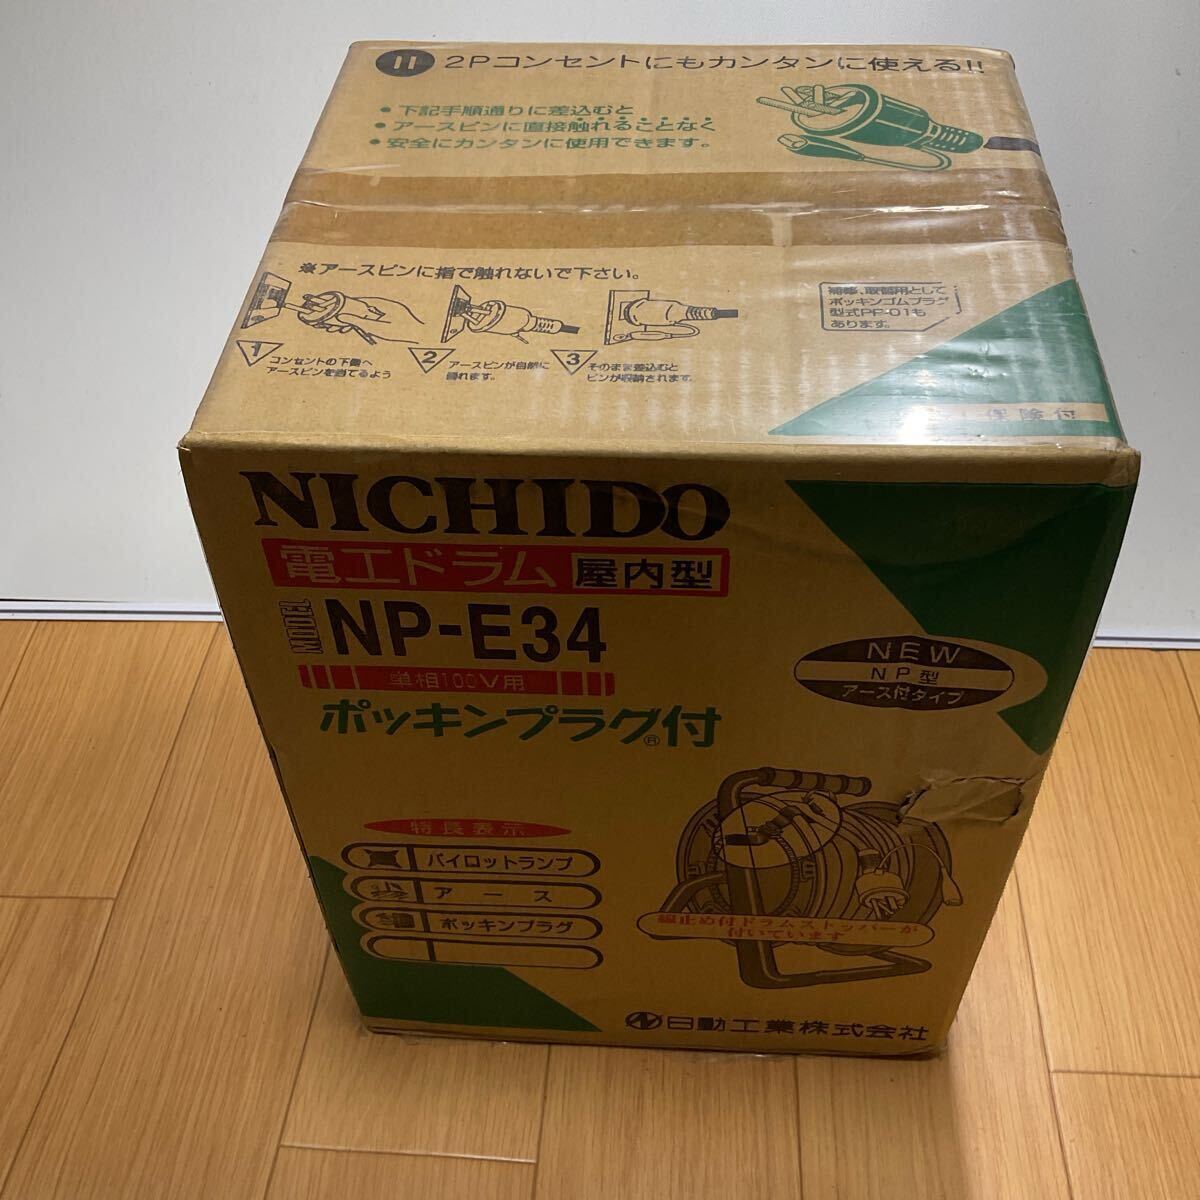 2Pコンセントにもカンタンに使える!!
・下記手順通りに差込むと
・アースピンに直接触れることなく
・安全にカンタンに使用できます。
※アースピンに指で触れないで下さい。
1 コンセントの下側へ
アースピンを当てるよう
2 アースピンが自然に
3 そのまま差込むと
ピンが収納されます。
補修、取替用として
ポッキンゴムプラグ
型式PP-01も
あります。
保険付
NICHIDO
電工ドラム 屋内型
MODEL NP-E34
単相100V用
ポッキンプラグ®付
NEW
NP型
アース付タイプ
特長表示
パイロットランプ
アース
ポッキンプラグ
線止め付ドラムストッパーが
付いています
日動工業株式会社